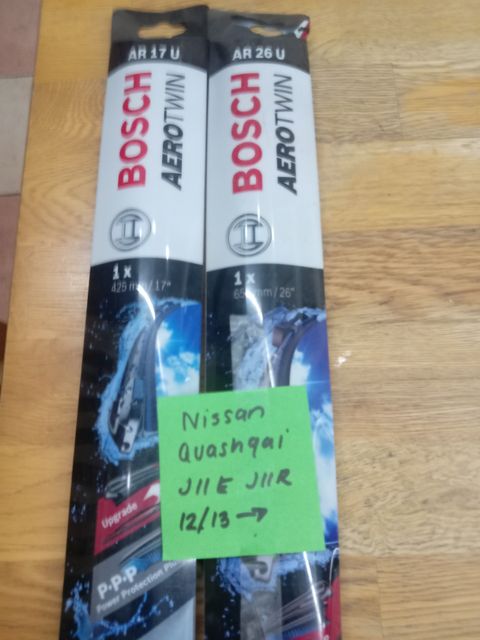 AR 17 U
BOSCH
AEROTWIN
1 x
425 mm / 17"
Upgrade
P.P.P
Power Protection
AR 26 U
BOSCH
AEROTWIN
1 x
650 mm / 26"
Nissan
Quashqai
J11E J11R
12/13 →